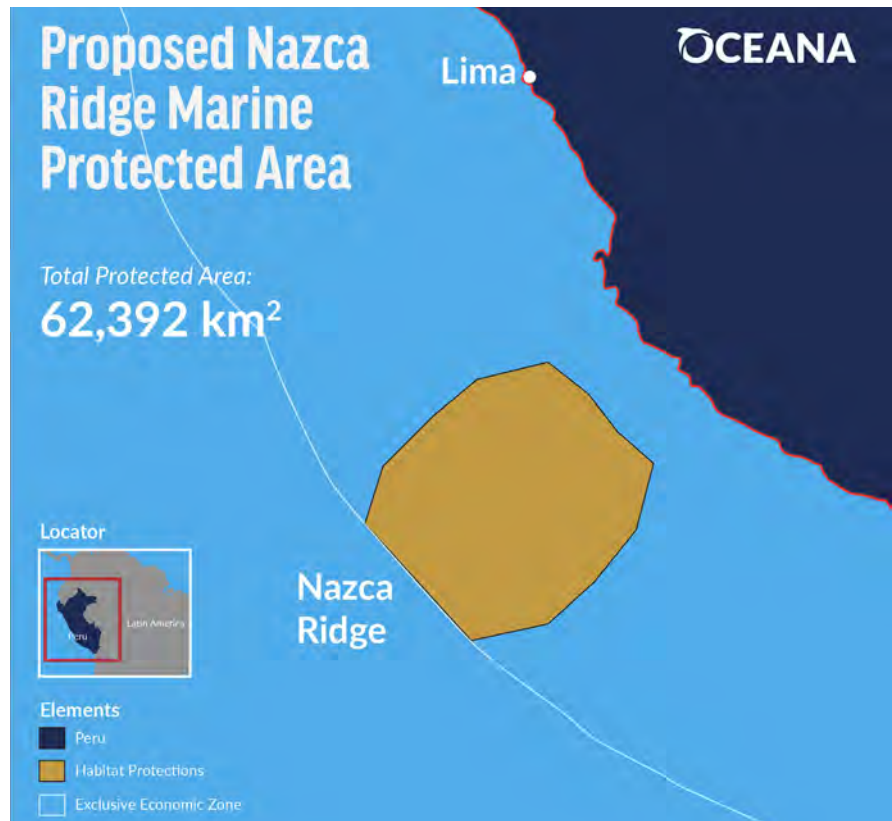 Proposed Nazca
Ridge Marine
Protected Area
OCEANA
Lima
Total Protected Area:
62,392 km²
Nazca
Ridge
Locator
Peru
Latin America
Elements
Peru
Habitat Protections
Exclusive Economic Zone